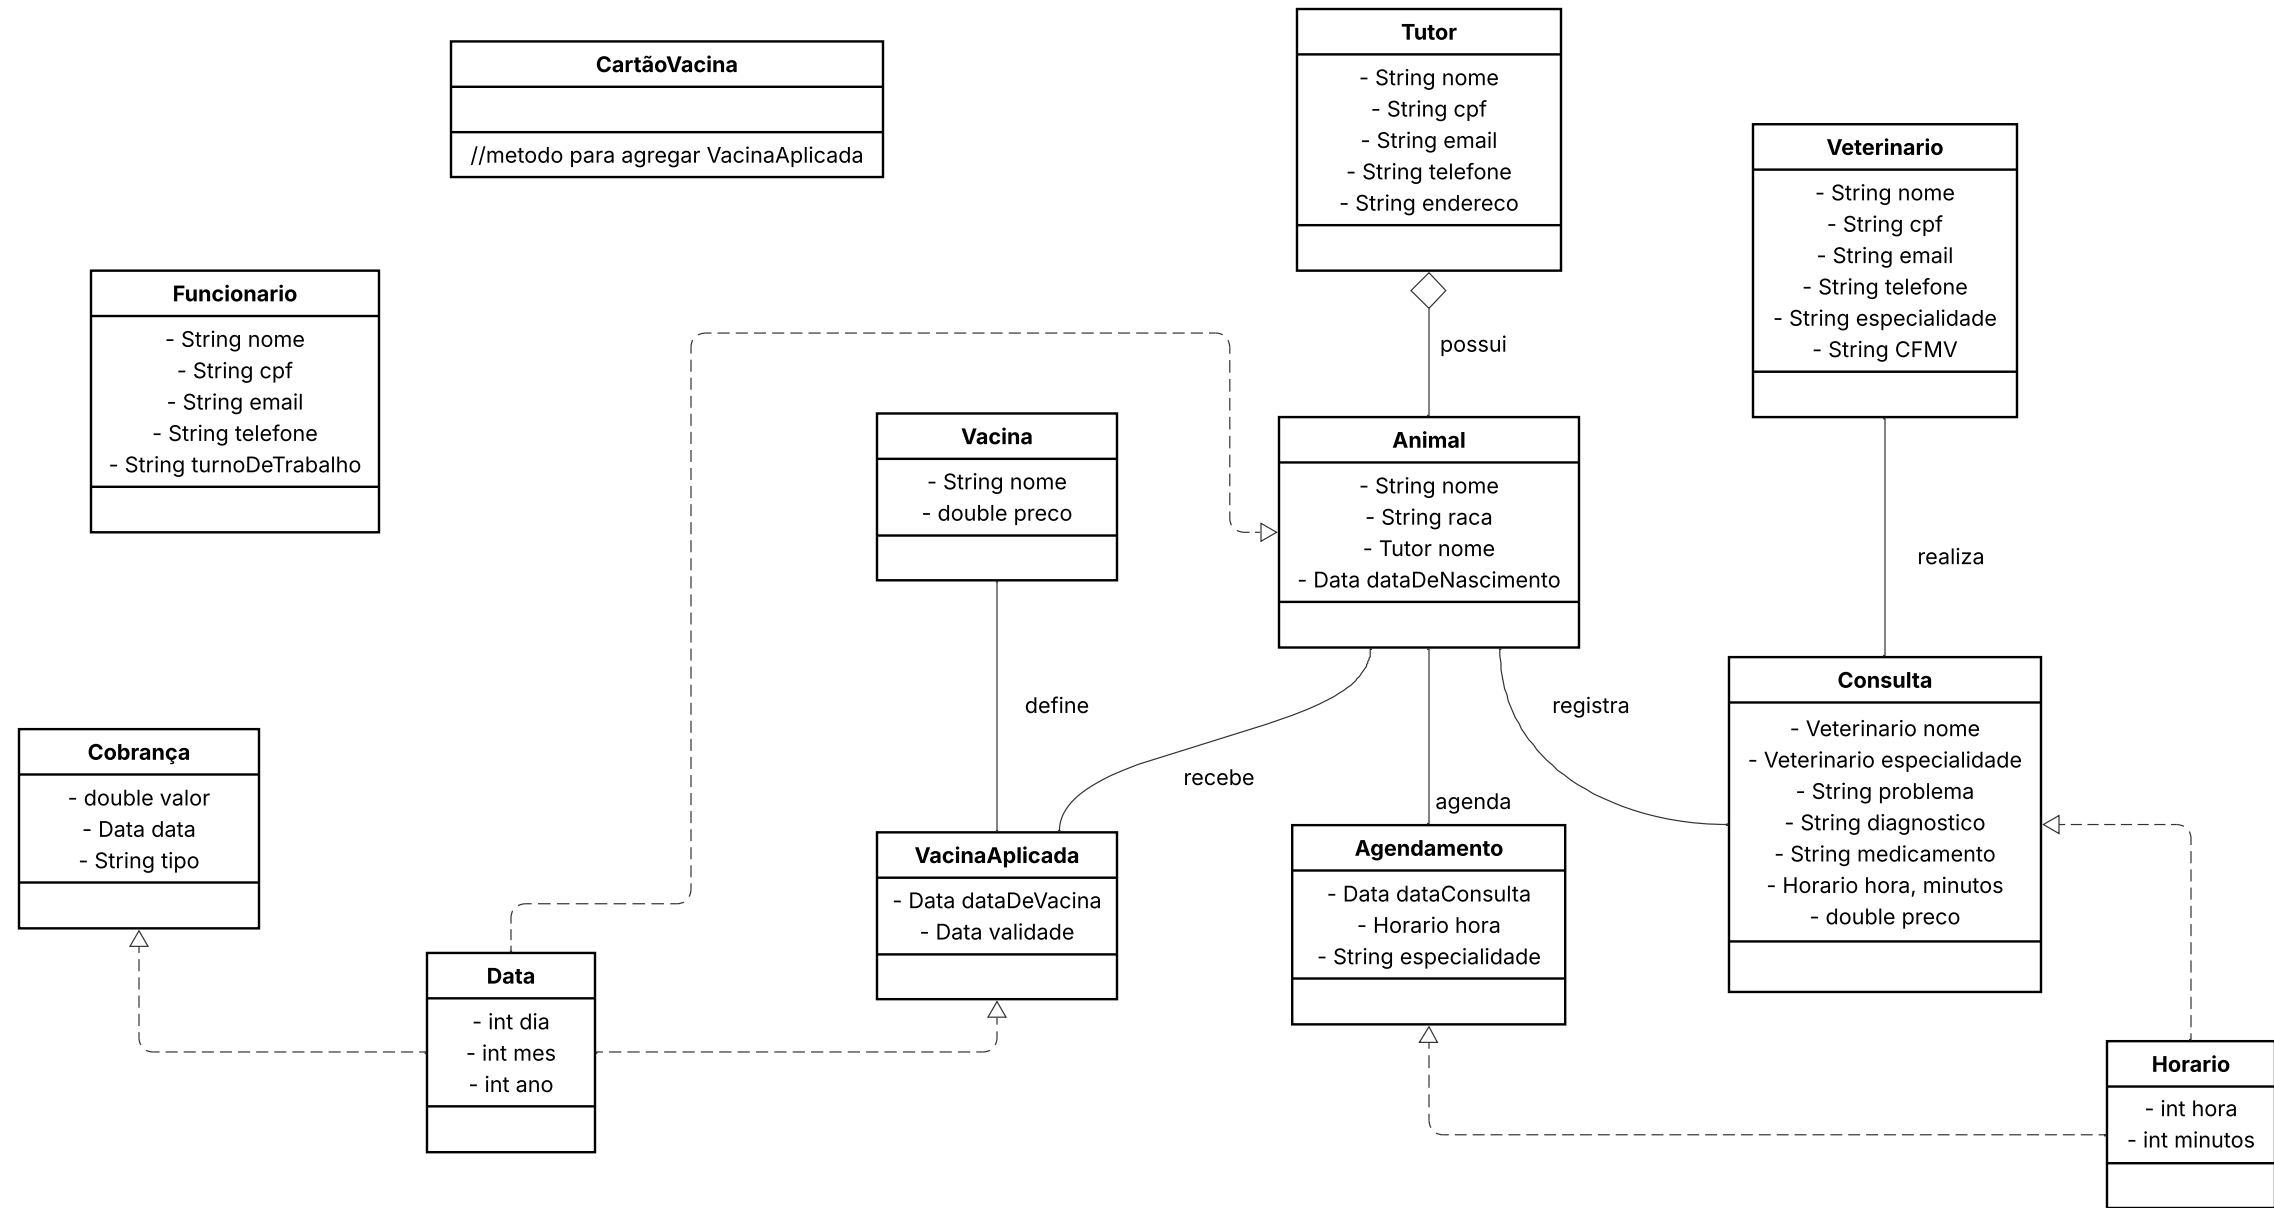 CartãoVacina
//metodo para agregar VacinaAplicada
Tutor
- String nome
- String cpf
- String email
- String telefone
- String endereco
Veterinario
- String nome
- String cpf
- String email
- String telefone
- String especialidade
- String CFMV
Funcionario
- String nome
- String cpf
- String email
- String telefone
- String turnoDeTrabalho
possui
Vacina
- String nome
- double preco
Animal
- String nome
- String raca
- Tutor nome
- Data dataDeNascimento
realiza
define
recebe
agenda
registra
Consulta
- Veterinario nome
- Veterinario especialidade
- String problema
- String diagnostico
- String medicamento
- Horario hora, minutos
- double preco
Cobrança
- double valor
- Data data
- String tipo
VacinaAplicada
- Data dataDeVacina
- Data validade
Agendamento
- Data dataConsulta
- Horario hora
- String especialidade
Data
- int dia
- int mes
- int ano
Horario
- int hora
- int minutos